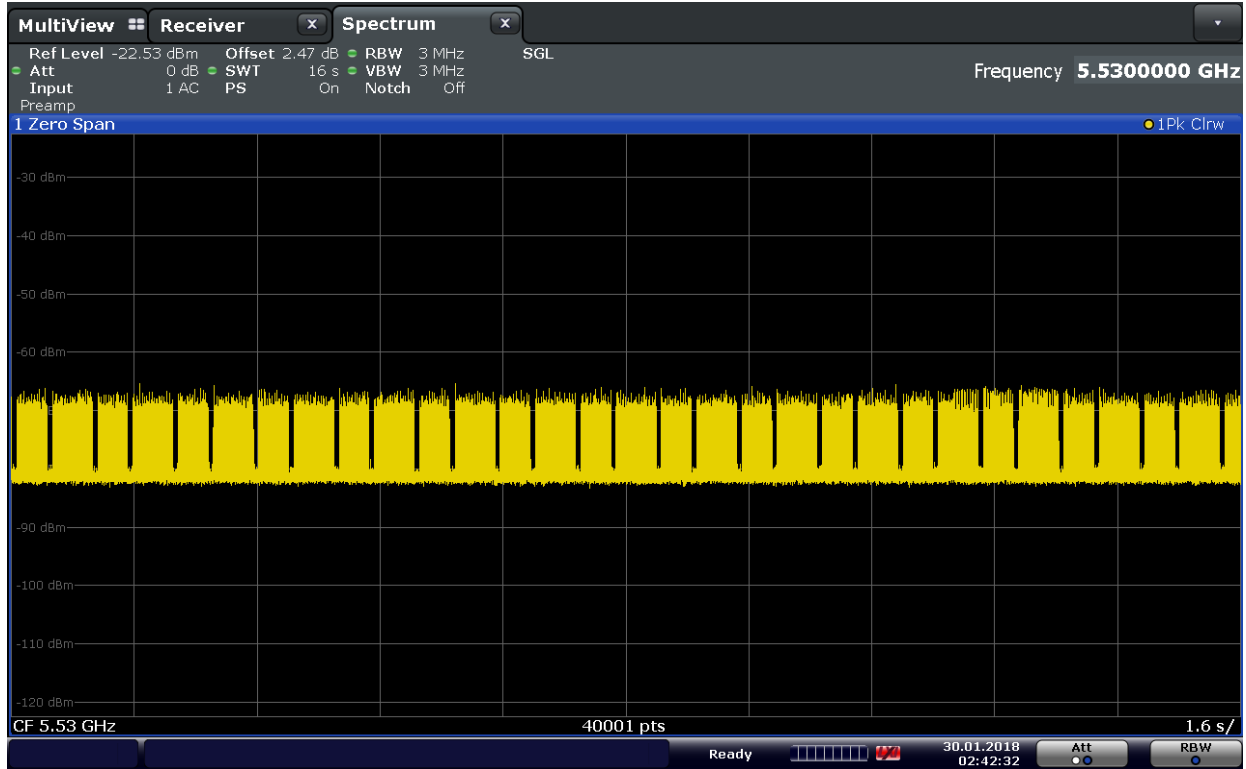 MultiView Receiver X Spectrum X
Ref Level -22.53 dBm Offset 2.47 dB RBW 3 MHz SGL
Att 0 dB SWT 16 s VBW 3 MHz Frequency 5.5300000 GHz
Input 1 AC PS On Notch Off
Preamp
1 Zero Span 1Pk Clrw
-30 dBm
-40 dBm
-50 dBm
-60 dBm
-90 dBm
-100 dBm
-110 dBm
-120 dBm
CF 5.53 GHz 40001 pts 1.6 s/
Ready 30.01.2018 Att RBW
02:42:32